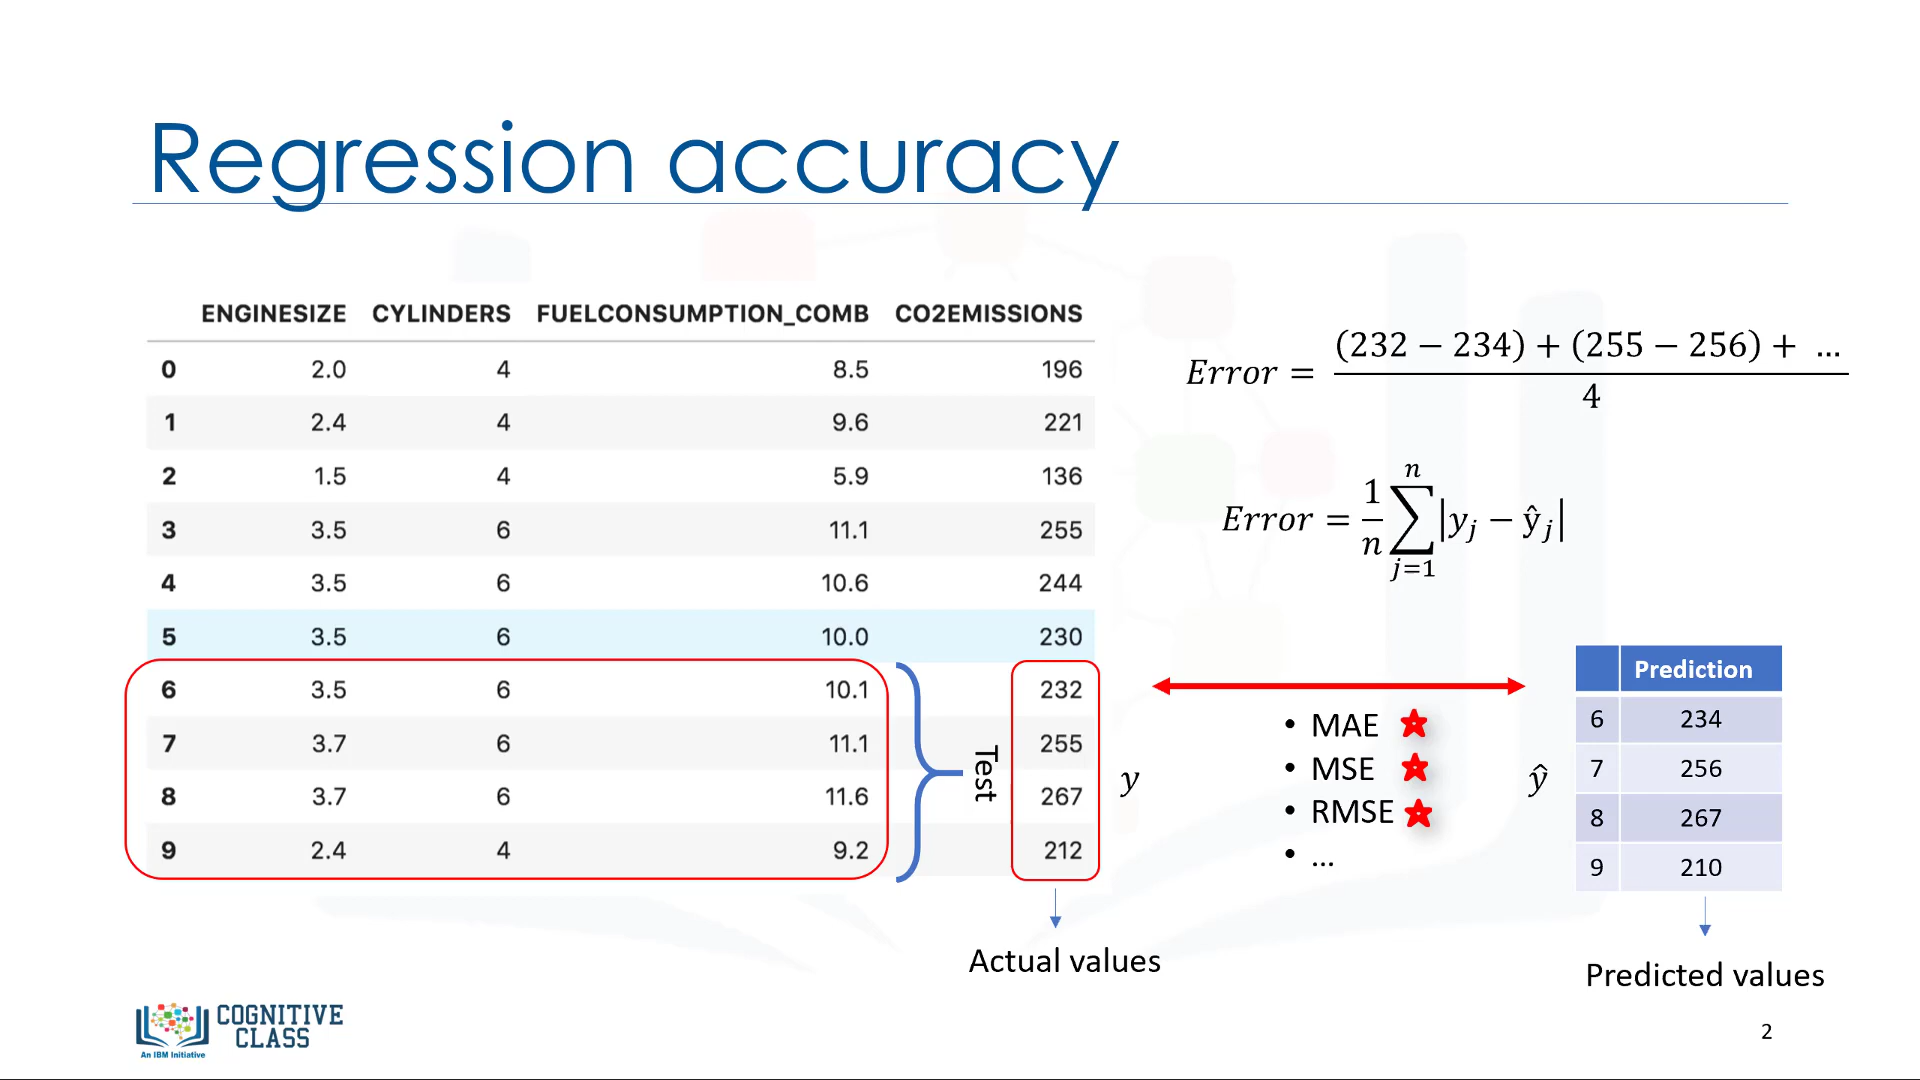 Regression accuracy
ENGINESIZE CYLINDERS FUELCONSUMPTION_COMB CO2EMISSIONS
0 2.0 4 8.5 196
1 2.4 4 9.6 221
2 1.5 4 5.9 136
3 3.5 6 11.1 255
4 3.5 6 10.6 244
5 3.5 6 10.0 230
6 3.5 6 10.1 232
7 3.7 6 11.1 255
8 3.7 6 11.6 267
9 2.4 4 9.2 212
Test
Actual values
Error = \frac{(232 − 234) + (255 − 256) + ...}{4}
Error = \frac{1}{n} \sum_{j=1}^{n} |y_j − ŷ_j|
y
• MAE
• MSE
• RMSE
• ...
ŷ
Prediction
6 234
7 256
8 267
9 210
Predicted values
COGNITIVE
CLASS
An IBM Initiative
2